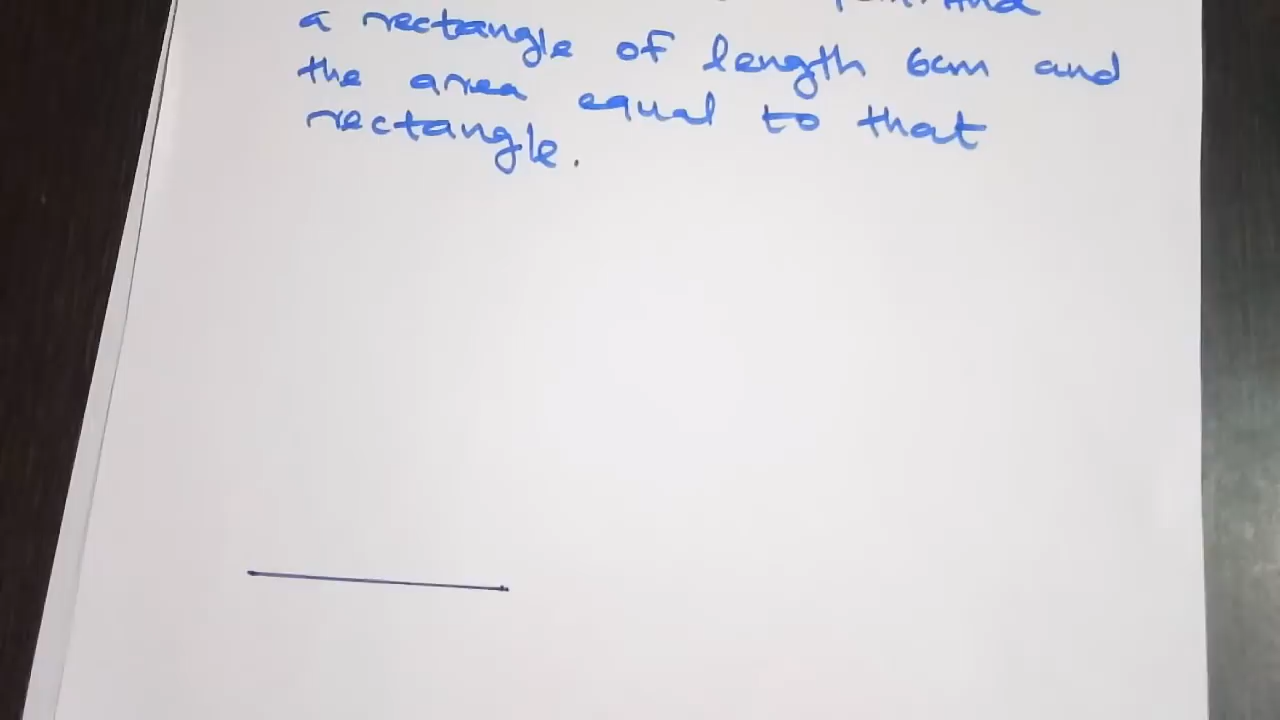 a rectangle of length 6cm and
the area equal to that
rectangle.